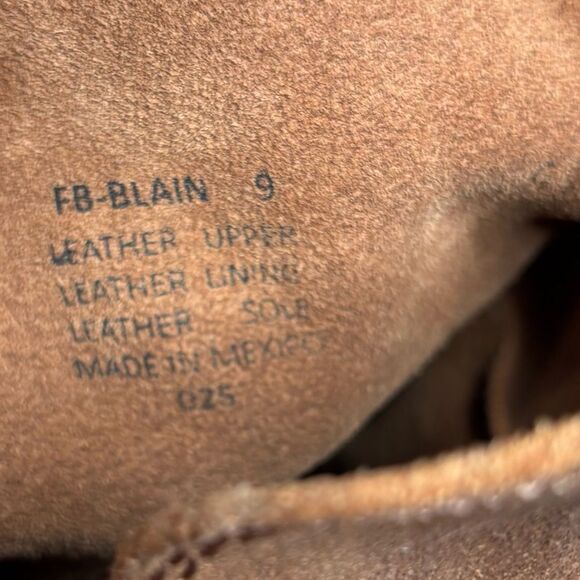 FB-BLAIN 9
LEATHER UPPER
LEATHER LINING
LEATHER SOLE
MADE IN MEXICO
025